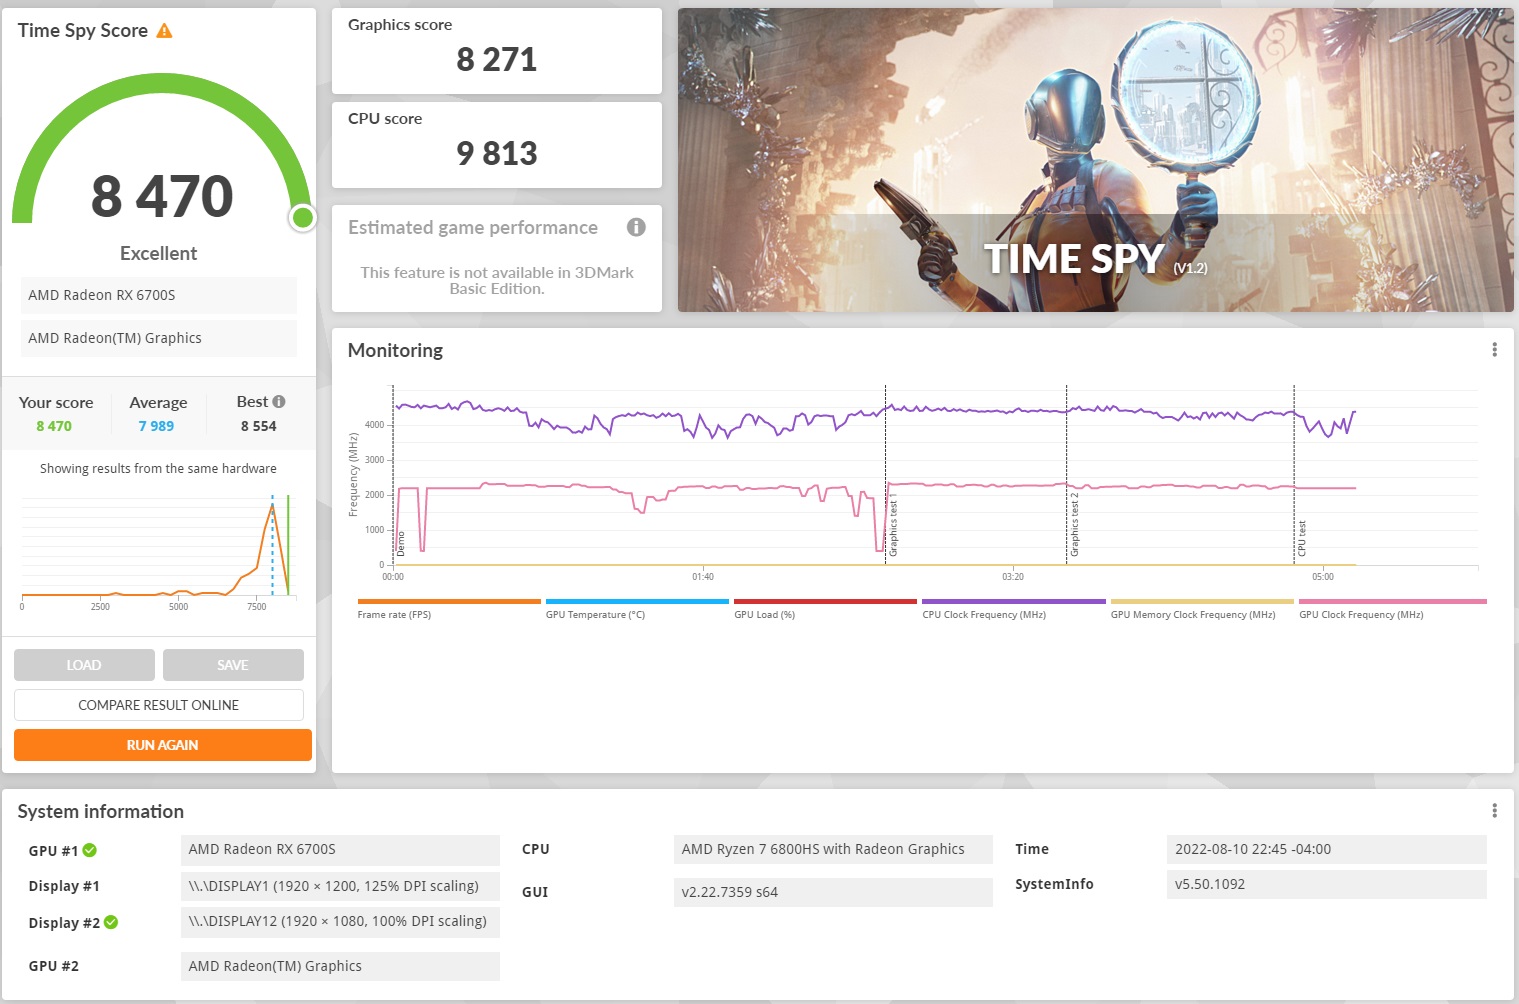 Time Spy Score
8 470
Excellent
AMD Radeon RX 6700S
AMD Radeon(TM) Graphics
Your score
8 470
Average
7 989
Best
8 554
Showing results from the same hardware
0 2500 5000 7500
LOAD
SAVE
COMPARE RESULT ONLINE
RUN AGAIN
Graphics score
8 271
CPU score
9 813
Estimated game performance
This feature is not available in 3DMark
Basic Edition.
TIME SPY (V1.2)
Monitoring
Frequency (MHz)
4000
3000
2000
1000
0
Demo
Graphics test 1
Graphics test 2
CPU test
00:00 01:40 03:20 05:00
Frame rate (FPS)
GPU Temperature (°C)
GPU Load (%)
CPU Clock Frequency (MHz)
GPU Memory Clock Frequency (MHz)
GPU Clock Frequency (MHz)
System information
GPU #1 AMD Radeon RX 6700S
Display #1 \\.\DISPLAY1 (1920 × 1200, 125% DPI scaling)
Display #2 \\.\DISPLAY12 (1920 × 1080, 100% DPI scaling)
GPU #2 AMD Radeon(TM) Graphics
CPU AMD Ryzen 7 6800HS with Radeon Graphics
GUI v2.22.7359 s64
Time 2022-08-10 22:45 -04:00
SystemInfo v5.50.1092